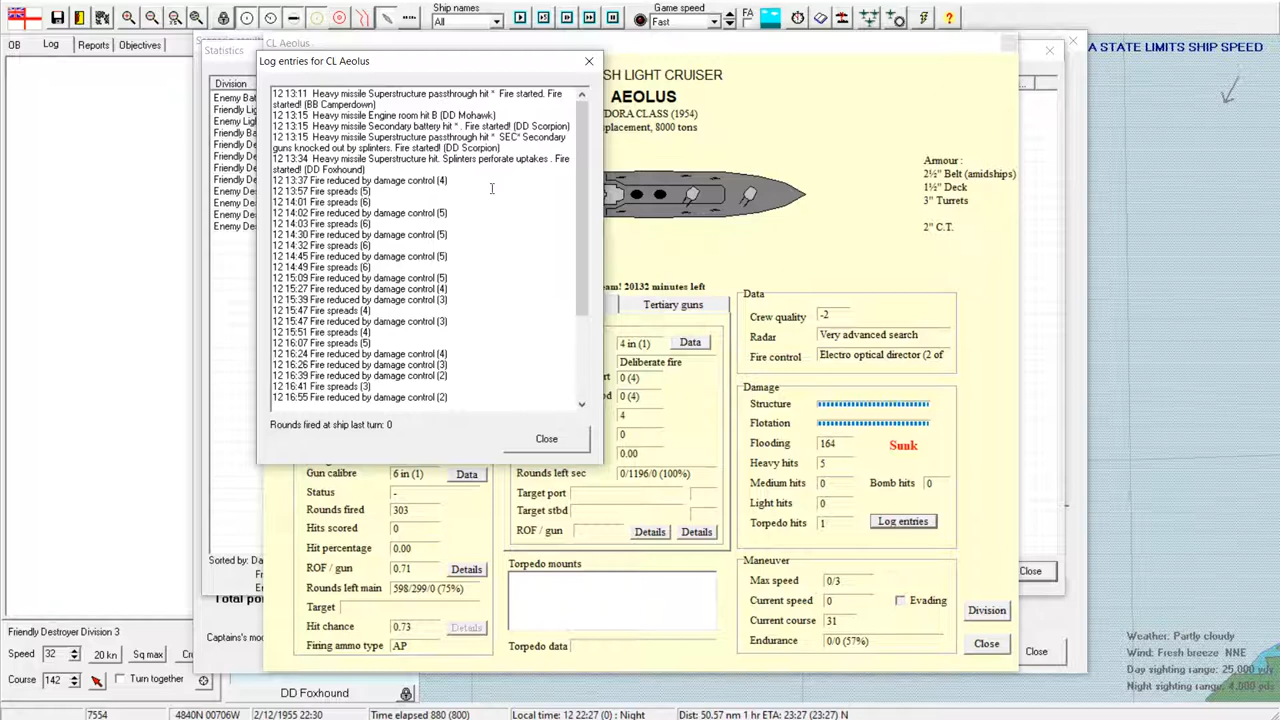 Ship names
Game speed
All
Fast
FA
OB
Log
Reports
Objectives
Statistics
CL Aeolus
A STATE LIMITS SHIP SPEED
Log entries for CL Aeolus
Division
Enemy Ba
Friendly Lig
Enemy Lig
12 13:11 Heavy missile Superstructure passthrough hit * Fire started. Fire
started! (BB Camperdown)
12 13:15 Heavy missile Engine room hit B (DD Mohawk)
12 13:15 Heavy missile Secondary battery hit * . Fire started! (DD Scorpion)
12 13:15 Heavy missile Superstructure passthrough hit * SEC* Secondary
guns knocked out by splinters. Fire started! (DD Scorpion)
12 13:34 Heavy missile Superstructure hit. Splinters perforate uptakes . Fire
started! (DD Foxhound)
12 13:37 Fire reduced by damage control (4)
12 13:57 Fire spreads (5)
12 14:01 Fire spreads (6)
12 14:02 Fire reduced by damage control (5)
12 14:03 Fire spreads (6)
12 14:30 Fire reduced by damage control (5)
12 14:32 Fire spreads (6)
12 14:45 Fire reduced by damage control (5)
12 14:49 Fire spreads (6)
12 15:09 Fire reduced by damage control (5)
12 15:27 Fire reduced by damage control (4)
12 15:39 Fire reduced by damage control (3)
12 15:47 Fire spreads (4)
12 15:47 Fire reduced by damage control (3)
12 15:51 Fire spreads (4)
12 16:07 Fire spreads (5)
12 16:24 Fire reduced by damage control (4)
12 16:26 Fire reduced by damage control (3)
12 16:39 Fire reduced by damage control (2)
12 16:41 Fire spreads (3)
12 16:55 Fire reduced by damage control (2)
Rounds fired at ship last turn: 0
Close
SH LIGHT CRUISER
AEOLUS
DORA CLASS (1954)
placement, 8000 tons
Armour :
2½" Belt (amidships)
1½" Deck
3" Turrets
2" C.T.
eam! 20132 minutes left
Tertiary guns
4 in (1)
Data
Deliberate fire
0 (4)
0 (4)
4
0
0.00
Rounds left sec 0/1196/0 (100%)
Target port
Target stbd
ROF / gun
Details
Details
Gun calibre 6 in (1) Data
Status -
Rounds fired 303
Hits scored 0
Hit percentage 0.00
ROF / gun 0.71 Details
Rounds left main 598/299/0 (75%)
Target
Hit chance 0.73 Details
Firing ammo type AP
Torpedo mounts
Torpedo data
Data
Crew quality -2
Radar Very advanced search
Fire control Electro optical director (2 of
Damage
Structure
Flotation
Flooding 164 Sunk
Heavy hits 5
Medium hits 0 Bomb hits 0
Light hits 0
Torpedo hits 1 Log entries
Maneuver
Max speed 0/3
Current speed 0 Evading
Current course 31
Endurance 0/0 (57%)
Division
Close
Close
Close
Sorted by: Da
Total po
Captain's mo
Friendly Destroyer Division 3
Speed 32 20 kn Sq max Cru
Course 142 Turn together
DD Foxhound
Weather: Partly cloudy
Wind: Fresh breeze NNE
Day sighting range: 25,000 yds
Night sighting range: 4,000 yds
7554 4840N 00706W 2/12/1955 22:30 Time elapsed 880 (800) Local time: 12 22:27 (0) : Night Dist: 50.57 nm 1 hr ETA: 23:27 (23:27) N